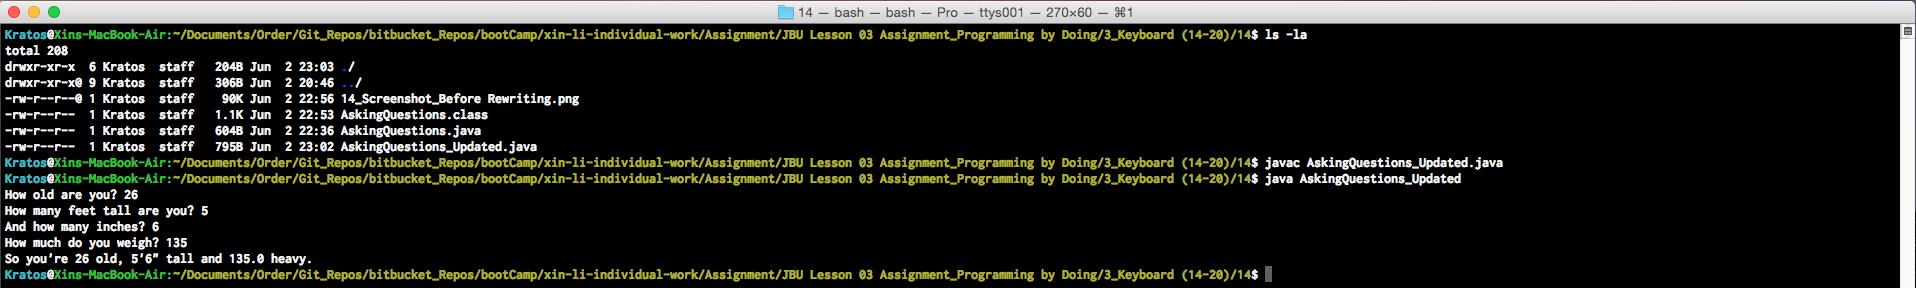 14 — bash — bash — Pro — ttys001 — 270×60 — ⌘1
Kratos@Xins-MacBook-Air:~/Documents/Order/Git_Repos/bitbucket_Repos/bootCamp/xin-li-individual-work/Assignment/JBU Lesson 03 Assignment_Programming by Doing/3_Keyboard (14-20)/14$ ls -la
total 208
drwxr-xr-x  6 Kratos  staff   204B Jun  2 23:03 ./
drwxr-xr-x@ 9 Kratos  staff   306B Jun  2 20:46 ../
-rw-r--r--@ 1 Kratos  staff    90K Jun  2 22:56 14_Screenshot_Before Rewriting.png
-rw-r--r--  1 Kratos  staff   1.1K Jun  2 22:53 AskingQuestions.class
-rw-r--r--  1 Kratos  staff   604B Jun  2 22:36 AskingQuestions.java
-rw-r--r--  1 Kratos  staff   795B Jun  2 23:02 AskingQuestions_Updated.java
Kratos@Xins-MacBook-Air:~/Documents/Order/Git_Repos/bitbucket_Repos/bootCamp/xin-li-individual-work/Assignment/JBU Lesson 03 Assignment_Programming by Doing/3_Keyboard (14-20)/14$ javac AskingQuestions_Updated.java
Kratos@Xins-MacBook-Air:~/Documents/Order/Git_Repos/bitbucket_Repos/bootCamp/xin-li-individual-work/Assignment/JBU Lesson 03 Assignment_Programming by Doing/3_Keyboard (14-20)/14$ java AskingQuestions_Updated
How old are you? 26
How many feet tall are you? 5
And how many inches? 6
How much do you weigh? 135
So you're 26 old, 5'6" tall and 135.0 heavy.
Kratos@Xins-MacBook-Air:~/Documents/Order/Git_Repos/bitbucket_Repos/bootCamp/xin-li-individual-work/Assignment/JBU Lesson 03 Assignment_Programming by Doing/3_Keyboard (14-20)/14$